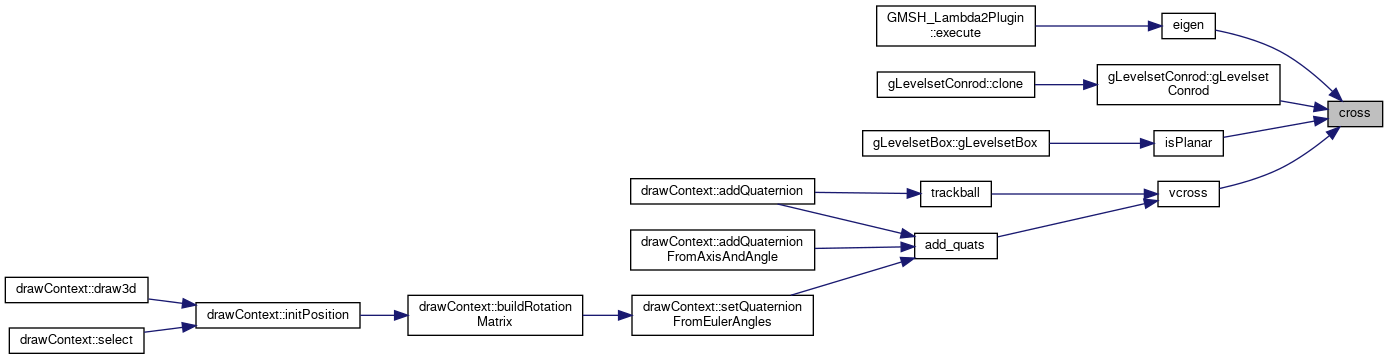 GMSH_Lambda2Plugin
::execute
eigen
gLevelsetConrod::clone
gLevelsetConrod::gLevelset
Conrod
cross
gLevelsetBox::gLevelsetBox
isPlanar
drawContext::addQuaternion
trackball
vcross
drawContext::addQuaternion
FromAxisAndAngle
add_quats
drawContext::draw3d
drawContext::initPosition
drawContext::buildRotation
Matrix
drawContext::setQuaternion
FromEulerAngles
drawContext::select